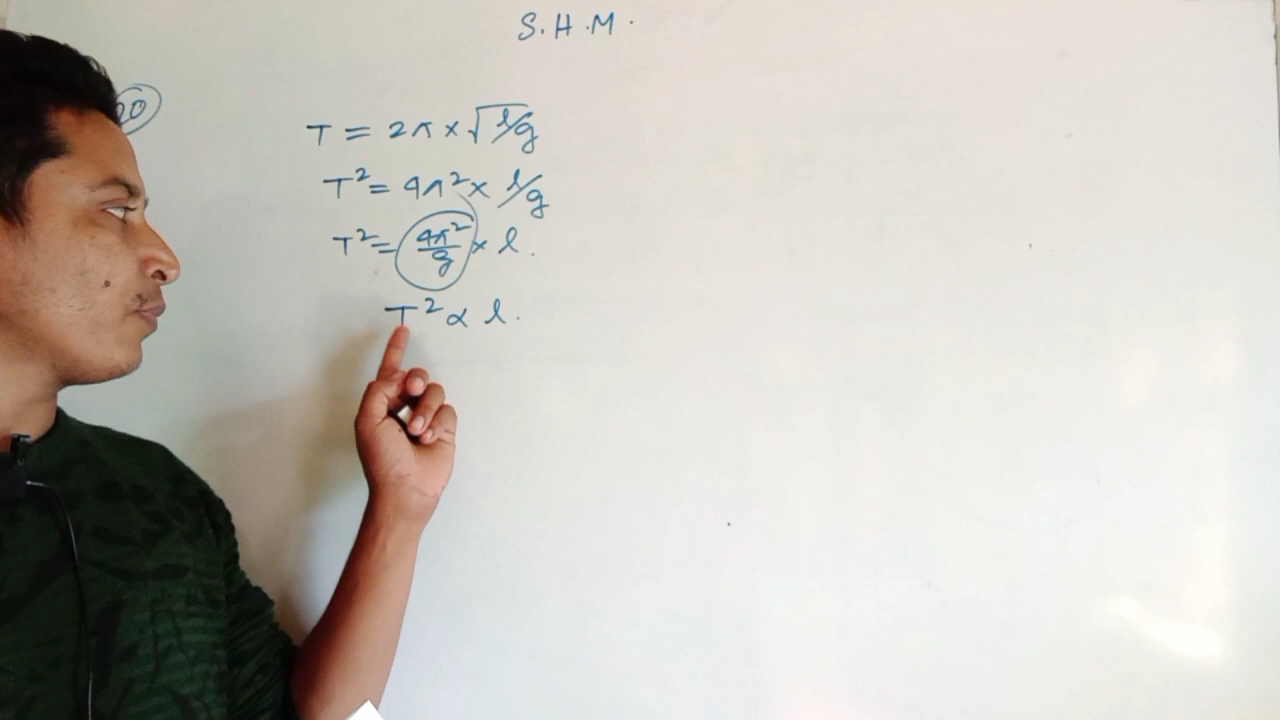 S.H.M.
T = 2π × √l/g
T² = 4π² × l/g
T² = 4π²/g × l.
T² ∝ l.